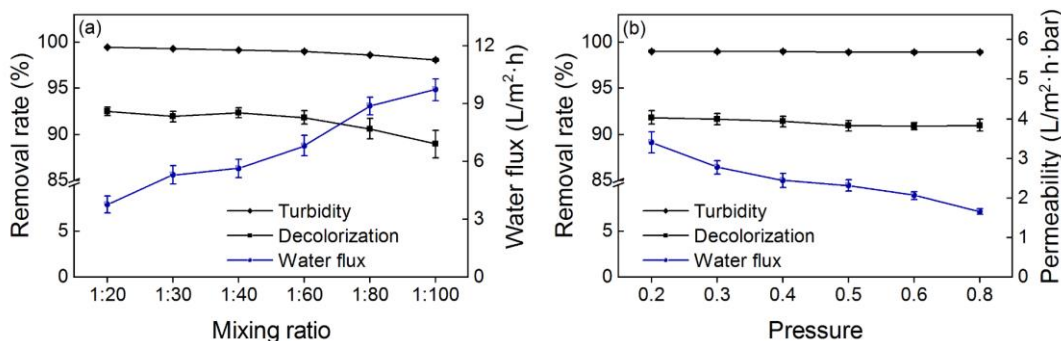 (a)
Removal rate (%)
100
95
90
85
5
0
12
9
6
3
0
Water flux (L/m²·h)
Turbidity
Decolorization
Water flux
1:20 1:30 1:40 1:60 1:80 1:100
Mixing ratio
(b)
Removal rate (%)
100
95
90
85
5
0
6
5
4
3
2
1
0
Permeability (L/m²·h·bar)
Turbidity
Decolorization
Water flux
0.2 0.3 0.4 0.5 0.6 0.8
Pressure